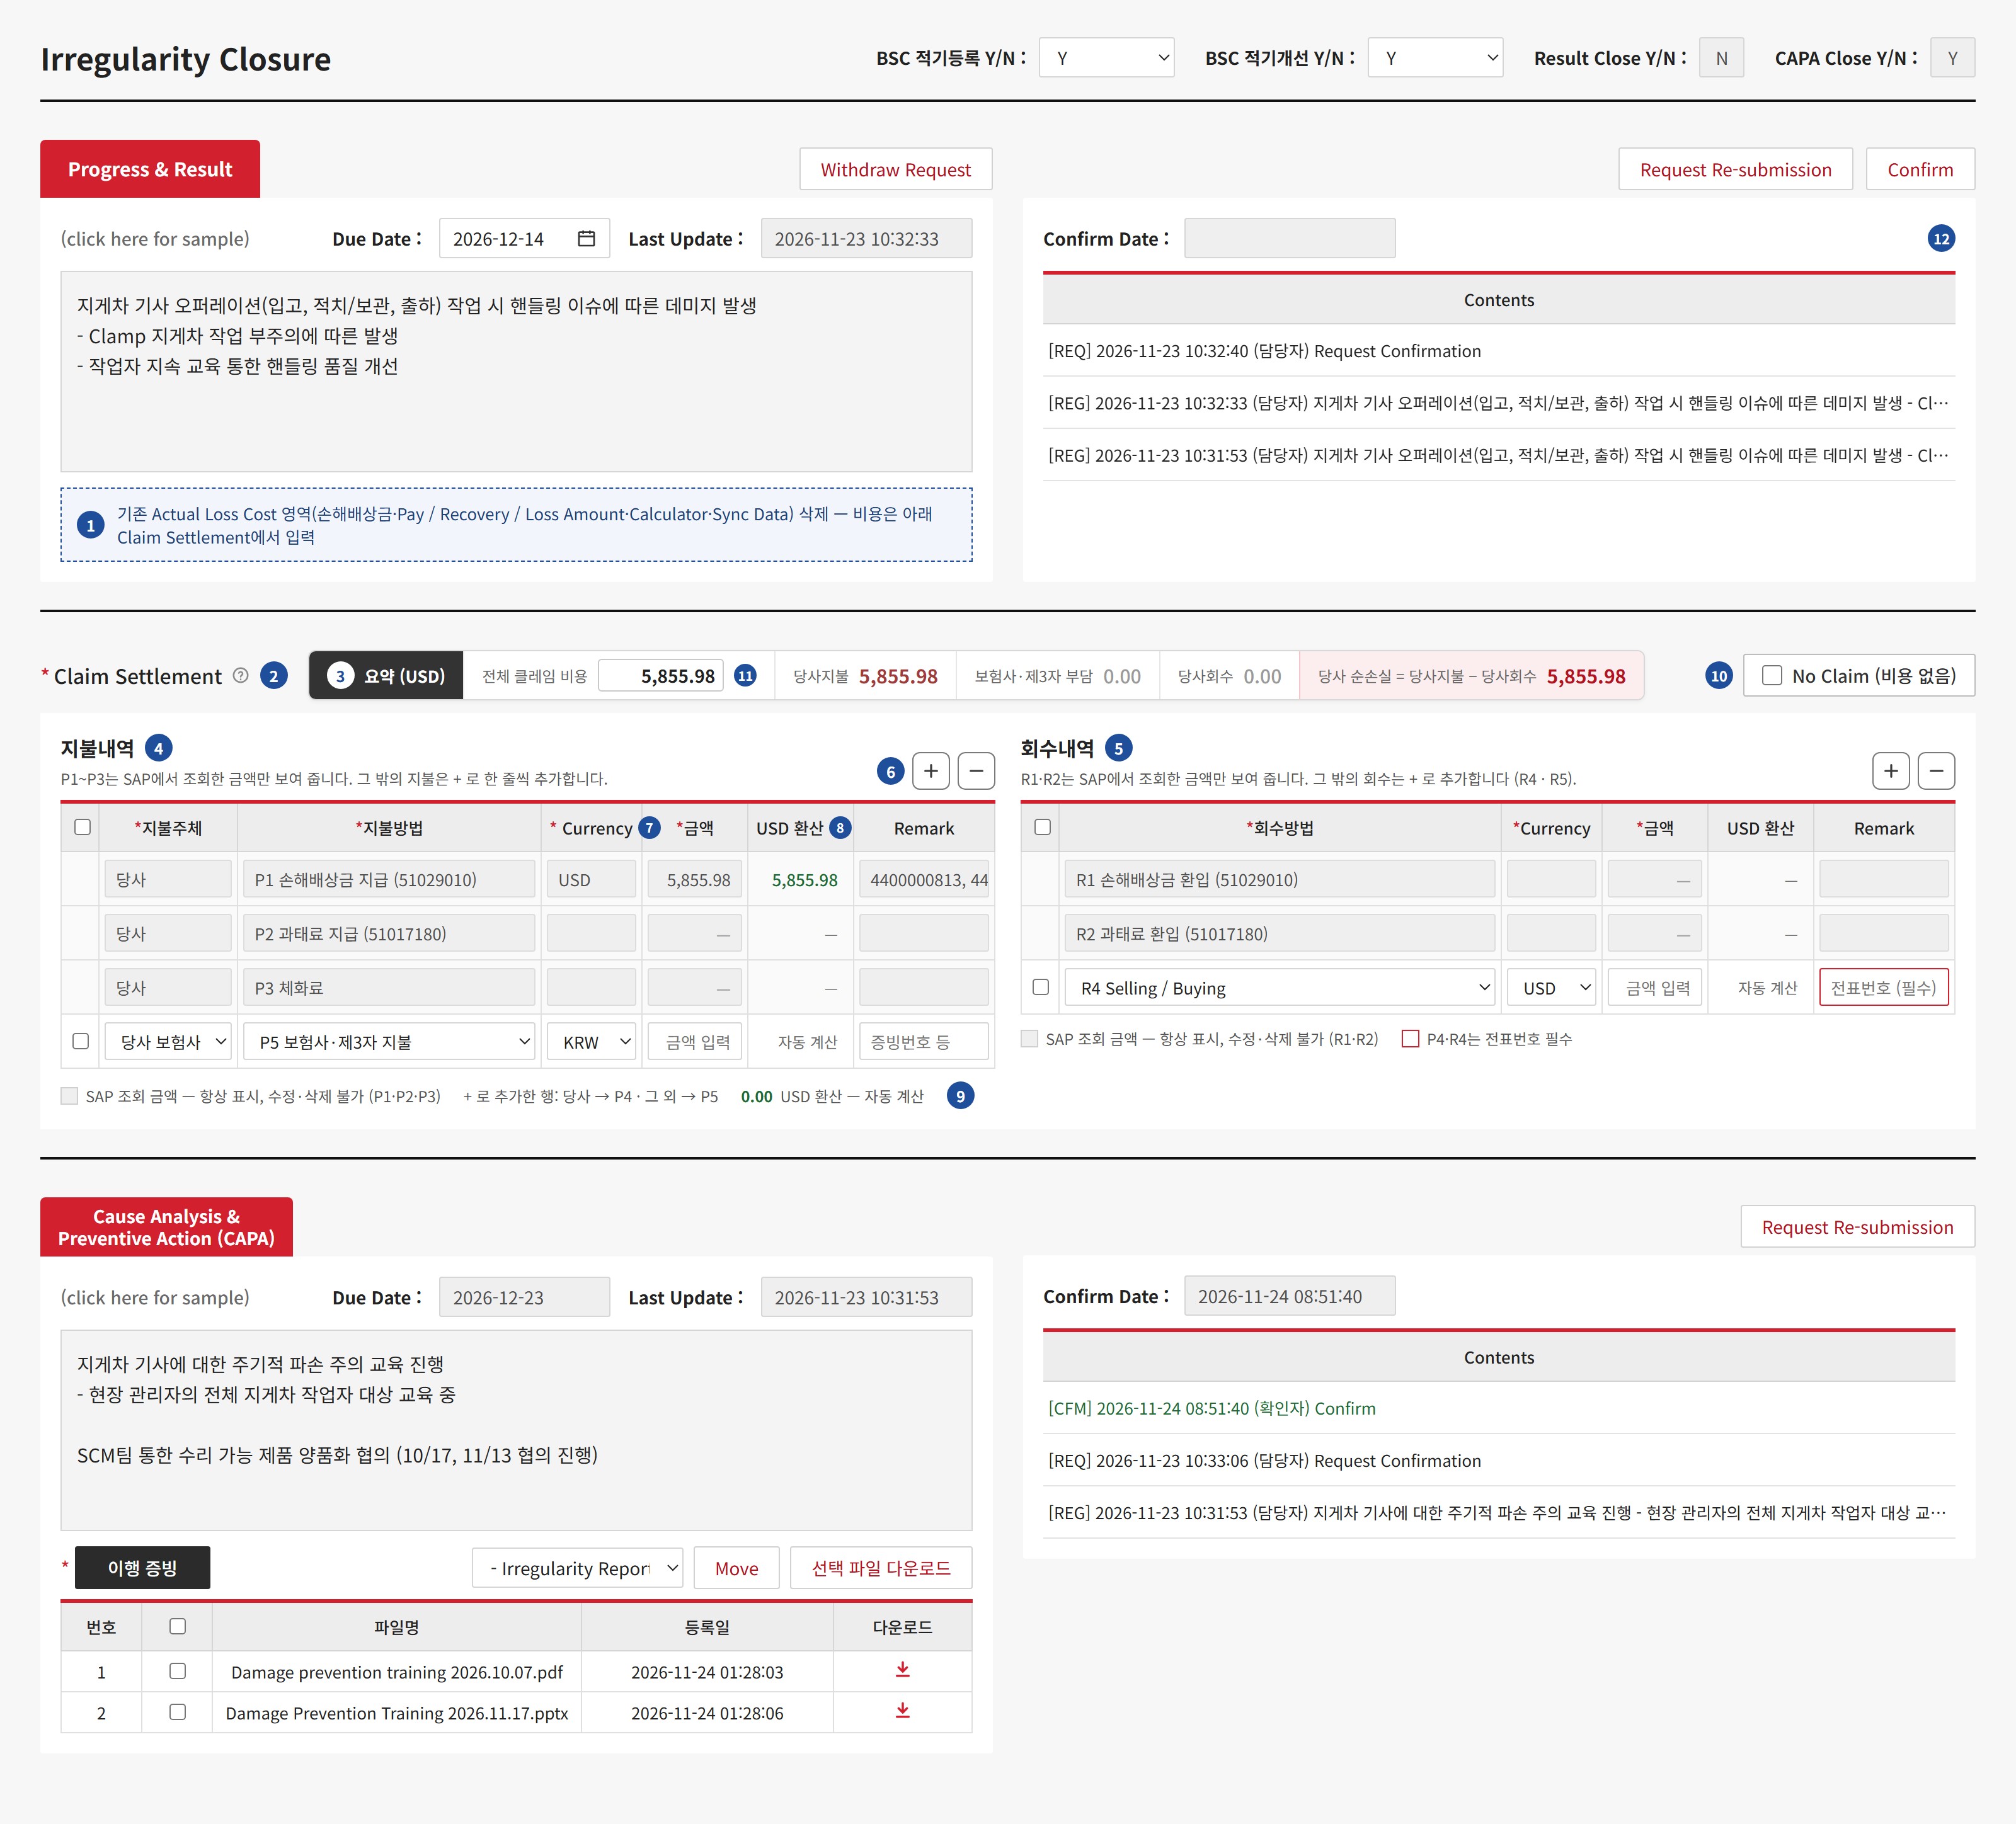 Irregularity Closure
BSC 적기등록 Y/N : Y
BSC 적기개선 Y/N : Y
Result Close Y/N : N
CAPA Close Y/N : Y
Progress & Result
Withdraw Request
Request Re-submission
Confirm
(click here for sample)
Due Date : 2026-12-14
Last Update : 2026-11-23 10:32:33
지게차 기사 오퍼레이션(입고, 적치/보관, 출하) 작업 시 핸들링 이슈에 따른 데미지 발생
- Clamp 지게차 작업 부주의에 따른 발생
- 작업자 지속 교육 통한 핸들링 품질 개선
1
기존 Actual Loss Cost 영역(손해배상금·Pay / Recovery / Loss Amount·Calculator·Sync Data) 삭제 — 비용은 아래
Claim Settlement에서 입력
Confirm Date :
12
Contents
[REQ] 2026-11-23 10:32:40 (담당자) Request Confirmation
[REG] 2026-11-23 10:32:33 (담당자) 지게차 기사 오퍼레이션(입고, 적치/보관, 출하) 작업 시 핸들링 이슈에 따른 데미지 발생 - Cl…
[REG] 2026-11-23 10:31:53 (담당자) 지게차 기사 오퍼레이션(입고, 적치/보관, 출하) 작업 시 핸들링 이슈에 따른 데미지 발생 - Cl…
* Claim Settlement ? 2
3 요약 (USD)
전체 클레임 비용 5,855.98 11
당사지불 5,855.98
보험사·제3자 부담 0.00
당사회수 0.00
당사 순손실 = 당사지불 − 당사회수 5,855.98
10 No Claim (비용 없음)
지불내역 4
P1~P3는 SAP에서 조회한 금액만 보여 줍니다. 그 밖의 지불은 + 로 한 줄씩 추가합니다.
6 + −
*지불주체 *지불방법 * Currency 7 *금액 USD 환산 8 Remark
당사 P1 손해배상금 지급 (51029010) USD 5,855.98 5,855.98 4400000813, 44
당사 P2 과태료 지급 (51017180) — —
당사 P3 체화료 — —
당사 보험사 P5 보험사·제3자 지불 KRW 금액 입력 자동 계산 증빙번호 등
SAP 조회 금액 — 항상 표시, 수정·삭제 불가 (P1·P2·P3) + 로 추가한 행: 당사 → P4 · 그 외 → P5 0.00 USD 환산 — 자동 계산 9
회수내역 5
R1·R2는 SAP에서 조회한 금액만 보여 줍니다. 그 밖의 회수는 + 로 추가합니다 (R4 · R5).
+ −
*회수방법 *Currency *금액 USD 환산 Remark
R1 손해배상금 환입 (51029010) — —
R2 과태료 환입 (51017180) — —
R4 Selling / Buying USD 금액 입력 자동 계산 전표번호 (필수)
SAP 조회 금액 — 항상 표시, 수정·삭제 불가 (R1·R2) P4·R4는 전표번호 필수
Cause Analysis &
Preventive Action (CAPA)
Request Re-submission
(click here for sample)
Due Date : 2026-12-23
Last Update : 2026-11-23 10:31:53
지게차 기사에 대한 주기적 파손 주의 교육 진행
- 현장 관리자의 전체 지게차 작업자 대상 교육 중
SCM팀 통한 수리 가능 제품 양품화 협의 (10/17, 11/13 협의 진행)
* 이행 증빙
- Irregularity Repor
Move
선택 파일 다운로드
번호 파일명 등록일 다운로드
1 Damage prevention training 2026.10.07.pdf 2026-11-24 01:28:03
2 Damage Prevention Training 2026.11.17.pptx 2026-11-24 01:28:06
Confirm Date : 2026-11-24 08:51:40
Contents
[CFM] 2026-11-24 08:51:40 (확인자) Confirm
[REQ] 2026-11-23 10:33:06 (담당자) Request Confirmation
[REG] 2026-11-23 10:31:53 (담당자) 지게차 기사에 대한 주기적 파손 주의 교육 진행 - 현장 관리자의 전체 지게차 작업자 대상 교…